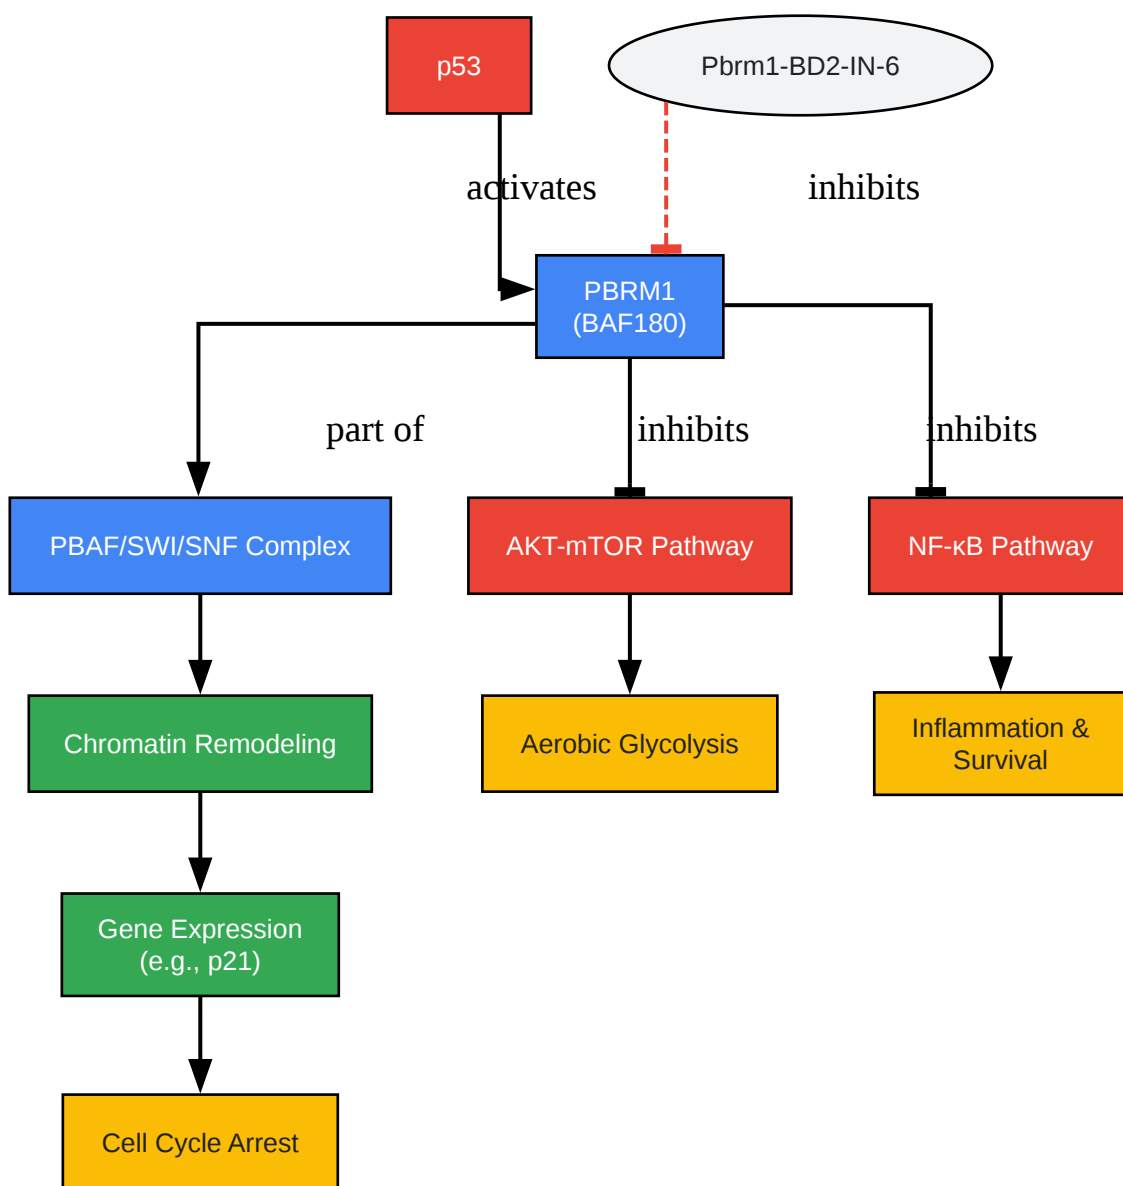 p53
Pbrm1-BD2-IN-6
activates
inhibits
PBRM1
(BAF180)
part of
inhibits
inhibits
PBAF/SWI/SNF Complex
AKT-mTOR Pathway
NF-κB Pathway
Chromatin Remodeling
Aerobic Glycolysis
Inflammation &
Survival
Gene Expression
(e.g., p21)
Cell Cycle Arrest